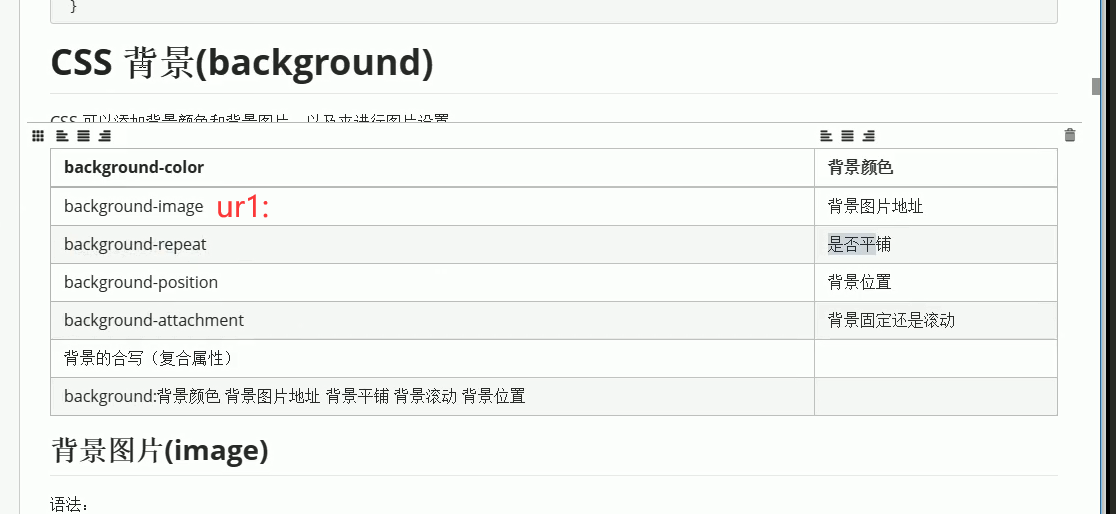 }
CSS 背景(background)
CSS 可以添加背景颜色和背景图片，以及来进行图片设置
background-color 背景颜色
background-image ur1: 背景图片地址
background-repeat 是否平铺
background-position 背景位置
background-attachment 背景固定还是滚动
背景的合写（复合属性）
background:背景颜色 背景图片地址 背景平铺 背景滚动 背景位置
背景图片(image)
语法：